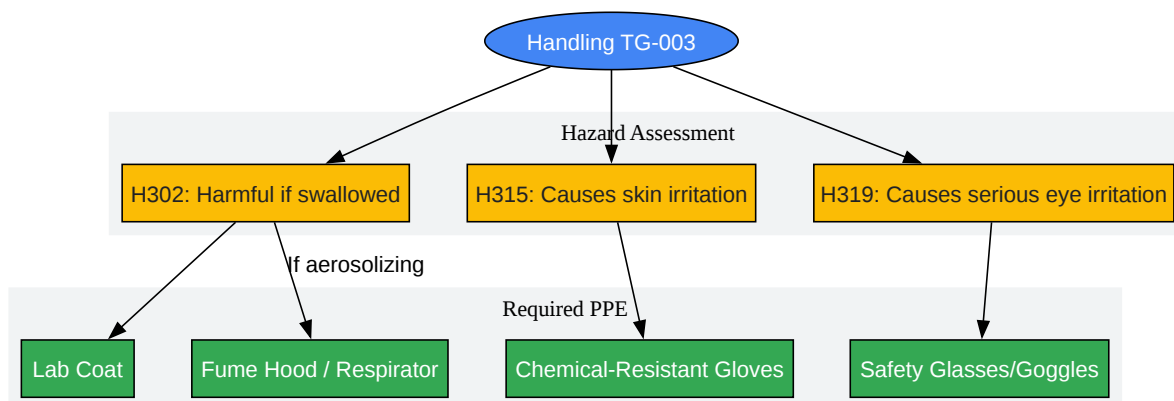 Handling TG-003
Hazard Assessment
H302: Harmful if swallowed
H315: Causes skin irritation
H319: Causes serious eye irritation
If aerosolizing
Required PPE
Lab Coat
Fume Hood / Respirator
Chemical-Resistant Gloves
Safety Glasses/Goggles